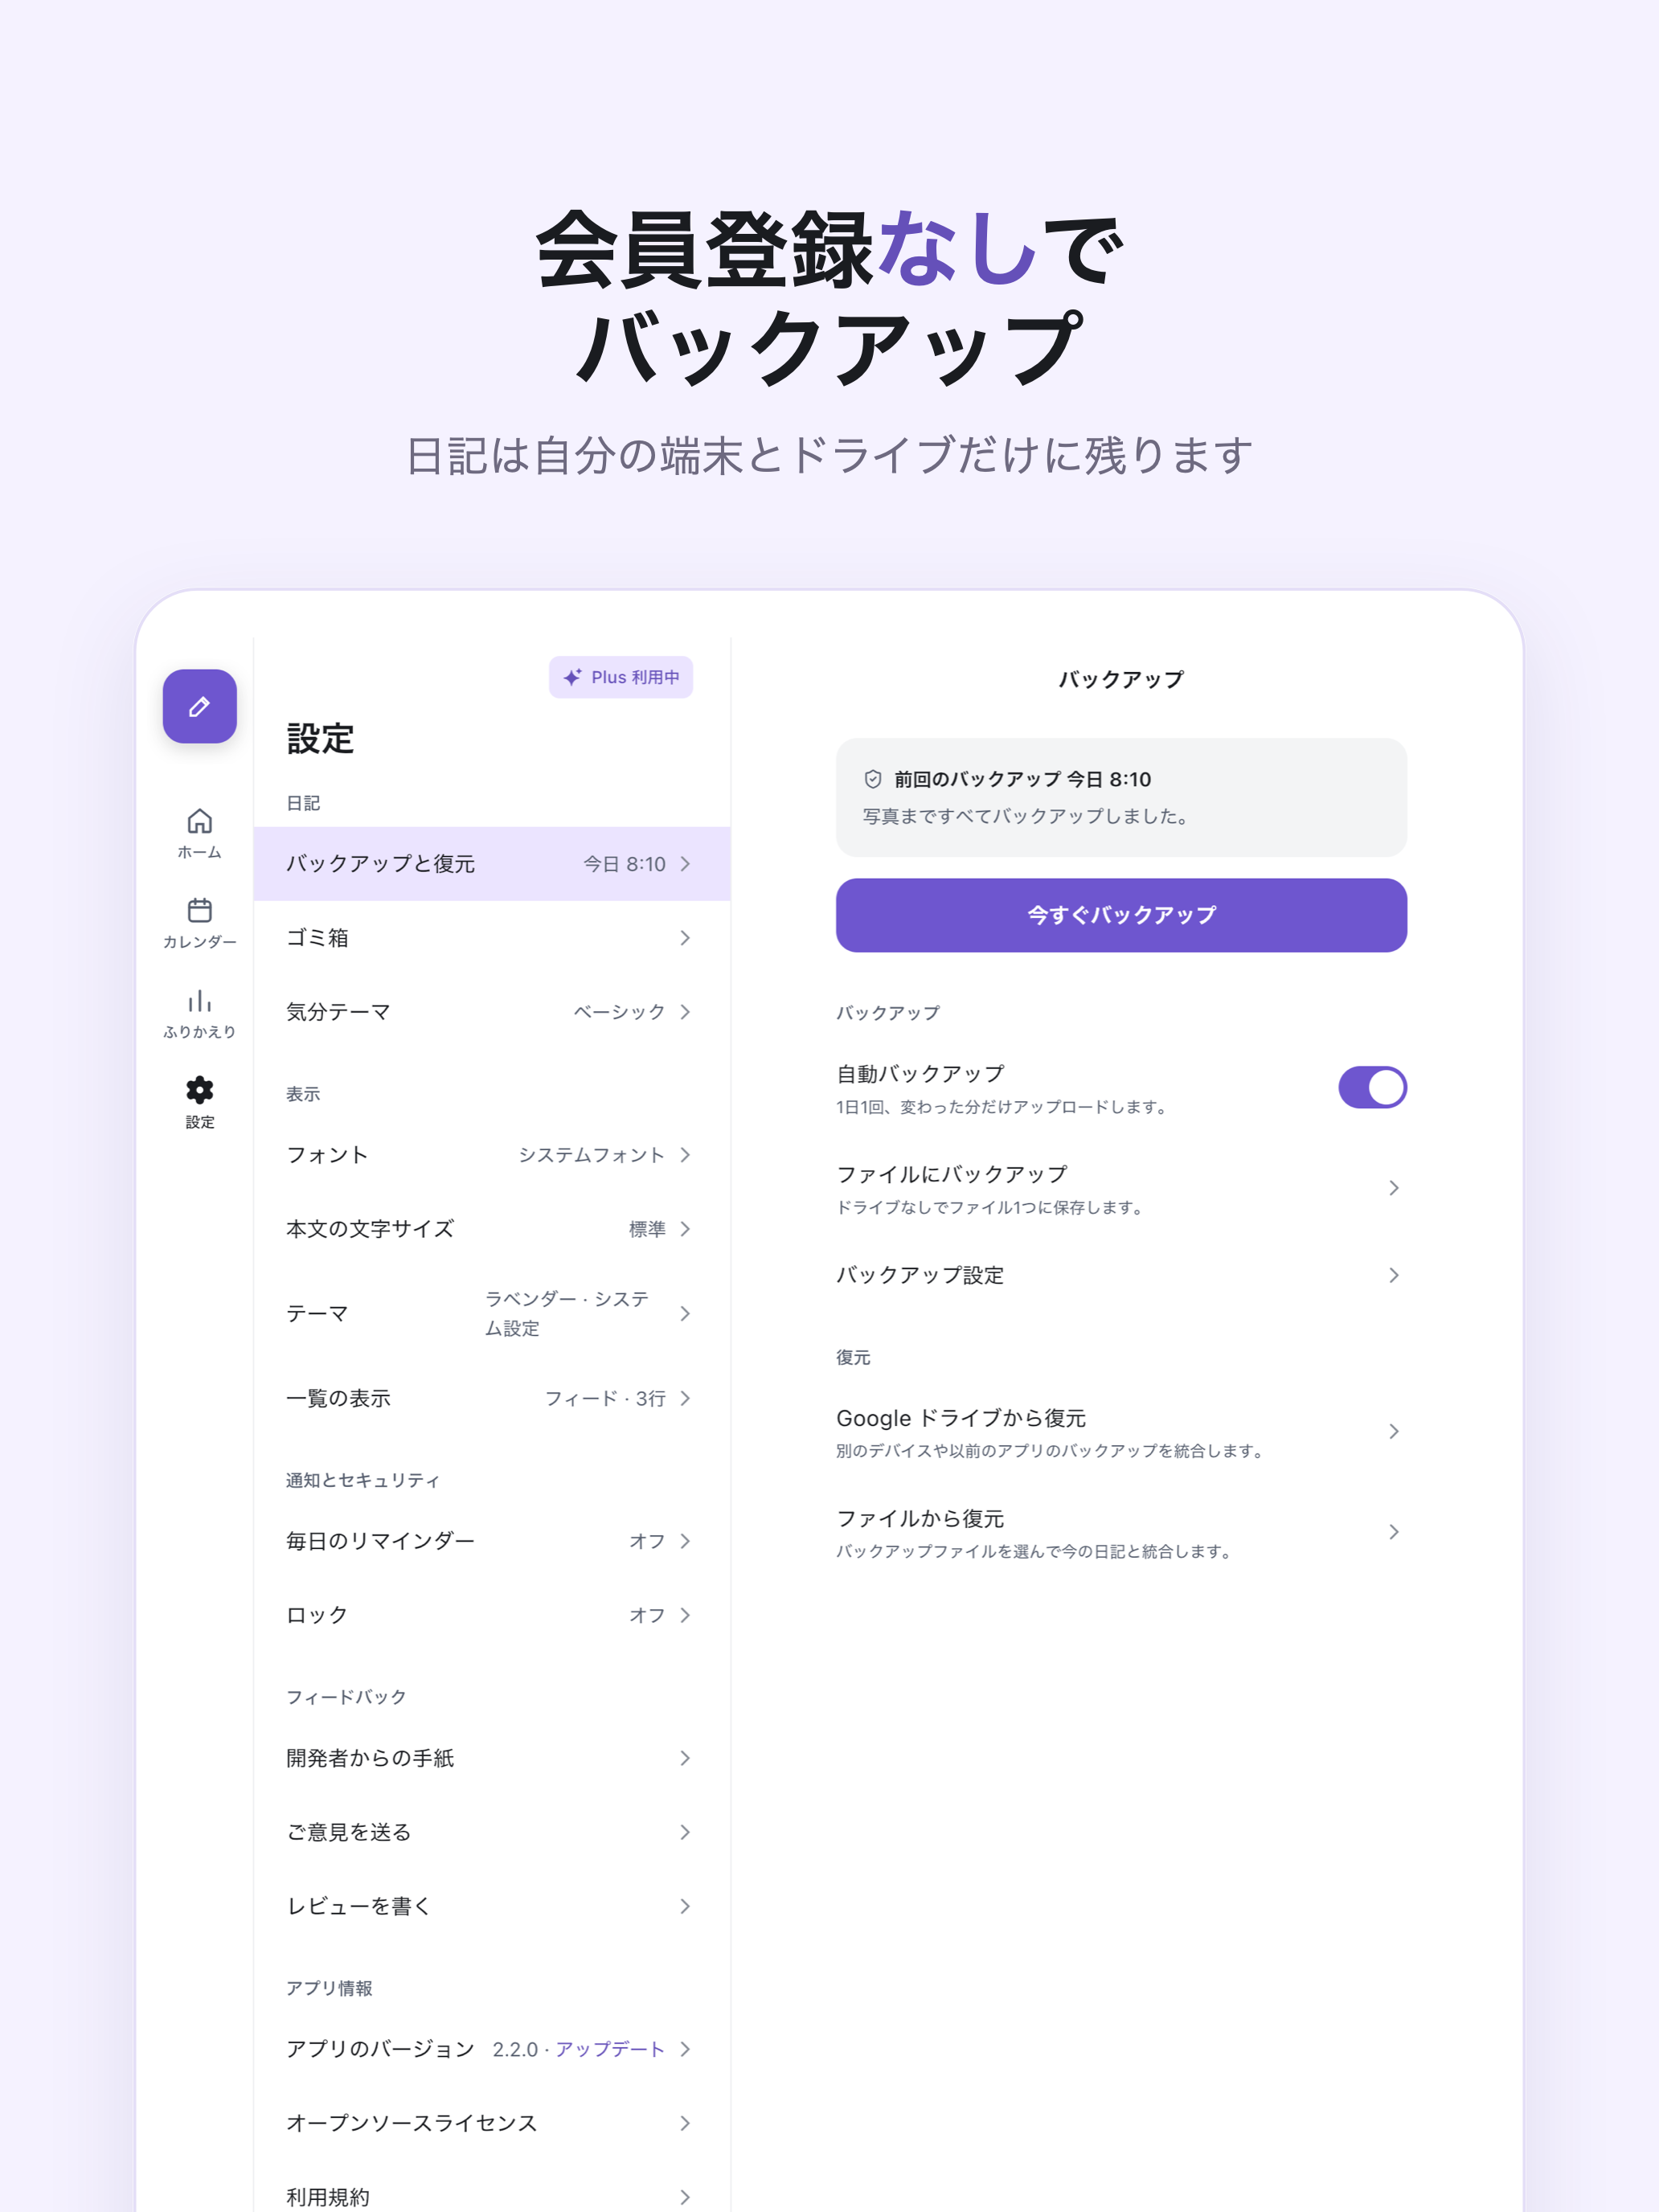 会員登録なしで
バックアップ
日記は自分の端末とドライブだけに残ります
ホーム
カレンダー
ふりかえり
設定
Plus 利用中
設定
日記
バックアップと復元 今日 8:10
ゴミ箱
気分テーマ ベーシック
表示
フォント システムフォント
本文の文字サイズ 標準
テーマ ラベンダー · システ
ム設定
一覧の表示 フィード · 3行
通知とセキュリティ
毎日のリマインダー オフ
ロック オフ
フィードバック
開発者からの手紙
ご意見を送る
レビューを書く
アプリ情報
アプリのバージョン 2.2.0 · アップデート
オープンソースライセンス
利用規約
バックアップ
前回のバックアップ 今日 8:10
写真まですべてバックアップしました。
今すぐバックアップ
バックアップ
自動バックアップ
1日1回、変わった分だけアップロードします。
ファイルにバックアップ
ドライブなしでファイル1つに保存します。
バックアップ設定
復元
Google ドライブから復元
別のデバイスや以前のアプリのバックアップを統合します。
ファイルから復元
バックアップファイルを選んで今の日記と統合します。